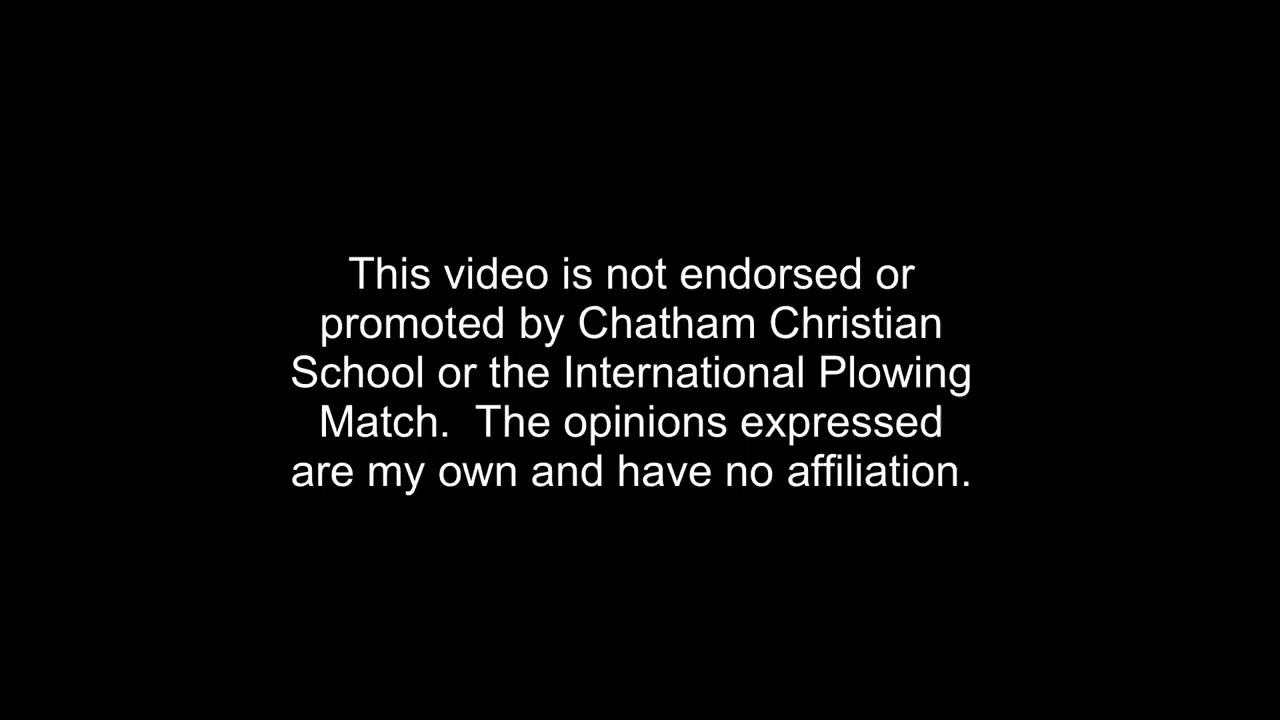 This video is not endorsed or
promoted by Chatham Christian
School or the International Plowing
Match.  The opinions expressed
are my own and have no affiliation.